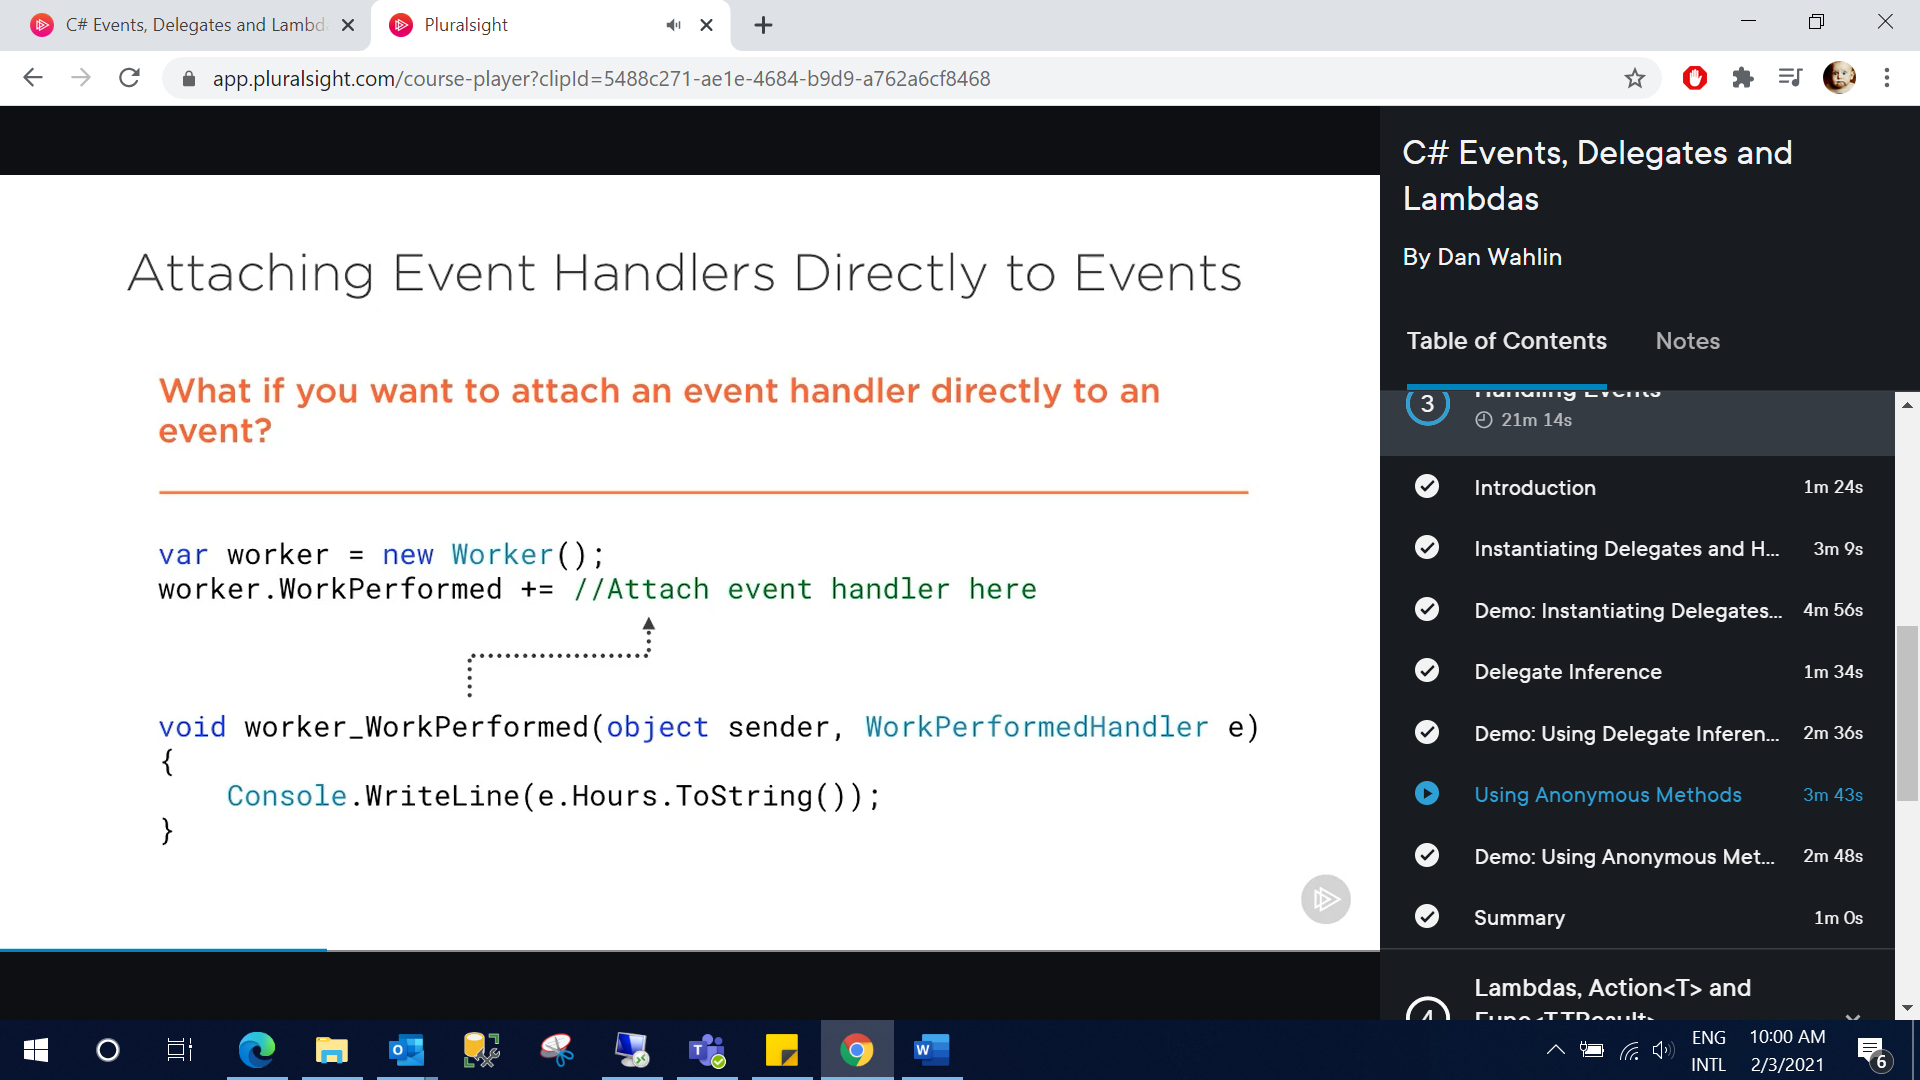 C# Events, Delegates and Lambd
Pluralsight
app.pluralsight.com/course-player?clipId=5488c271-ae1e-4684-b9d9-a762a6cf8468
Attaching Event Handlers Directly to Events
What if you want to attach an event handler directly to an
event?
var worker = new Worker();
worker.WorkPerformed += //Attach event handler here
void worker_WorkPerformed(object sender, WorkPerformedHandler e)
{
    Console.WriteLine(e.Hours.ToString());
}
C# Events, Delegates and
Lambdas
By Dan Wahlin
Table of Contents Notes
3 Handling Events
21m 14s
Introduction 1m 24s
Instantiating Delegates and H... 3m 9s
Demo: Instantiating Delegates... 4m 56s
Delegate Inference 1m 34s
Demo: Using Delegate Inferen... 2m 36s
Using Anonymous Methods 3m 43s
Demo: Using Anonymous Met... 2m 48s
Summary 1m 0s
4 Lambdas, Action<T> and
Func<T,TResult>
ENG 10:00 AM
INTL 2/3/2021
6